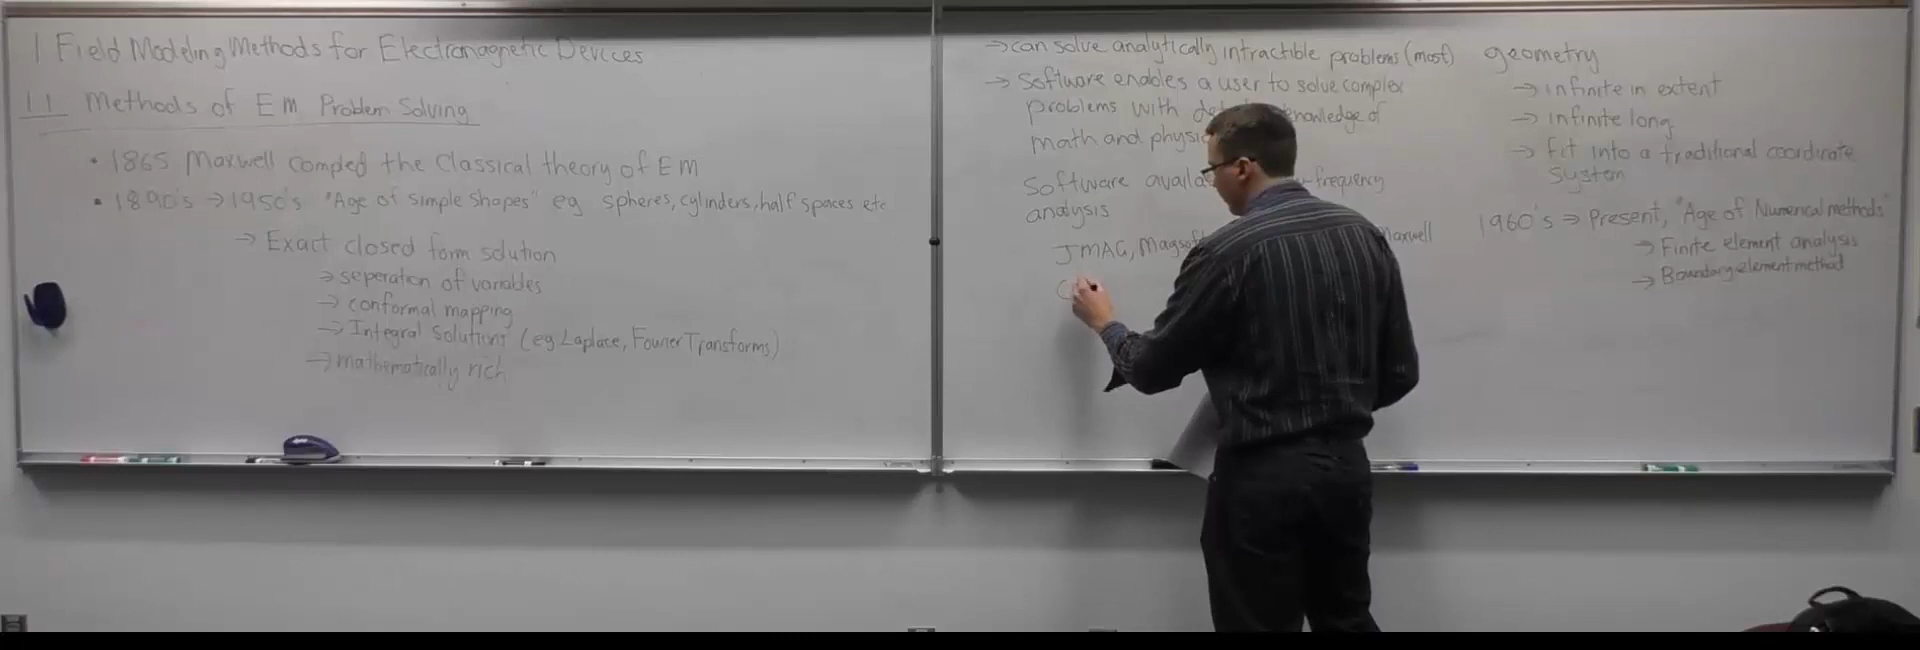 1 Field Modeling Methods for Electromagnetic Devices
1.1 Methods of EM Problem Solving
• 1865 Maxwell compled the Classical theory of EM
• 1890's → 1950's "Age of simple shapes" eg spheres, cylinders, half spaces etc
→ Exact closed form solution
→ seperation of variables
→ conformal mapping
→ Integral Solutions (eg Laplace, Fourier Transforms)
→ mathematically rich
→ can solve analytically intractible problems (most)
→ Software enables a user to solve complex
problems with knowledge of
math and physic
Software availa -frequency
analysis
JMAG, Magsoft Maxwell
geometry
→ infinite in extent
→ infinite long
→ fit into a traditional coordinate
system
1960's → Present, "Age of Numerical methods"
→ Finite element analysis
→ Boundary element method